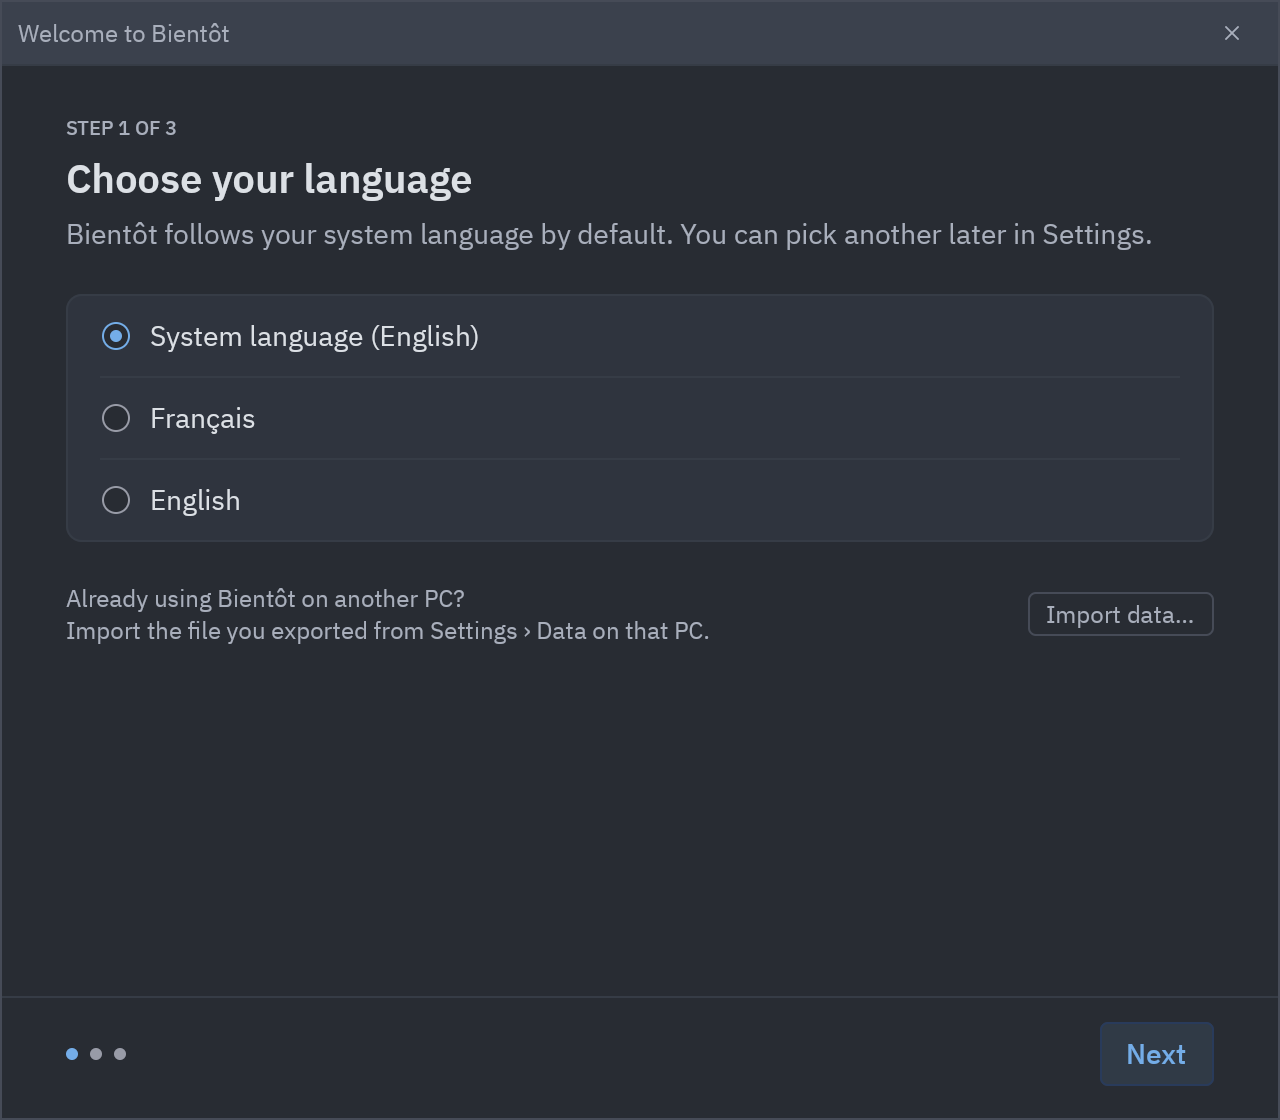 Welcome to Bientôt
STEP 1 OF 3
Choose your language
Bientôt follows your system language by default. You can pick another later in Settings.
System language (English)
Français
English
Already using Bientôt on another PC?
Import the file you exported from Settings › Data on that PC.
Import data...
Next